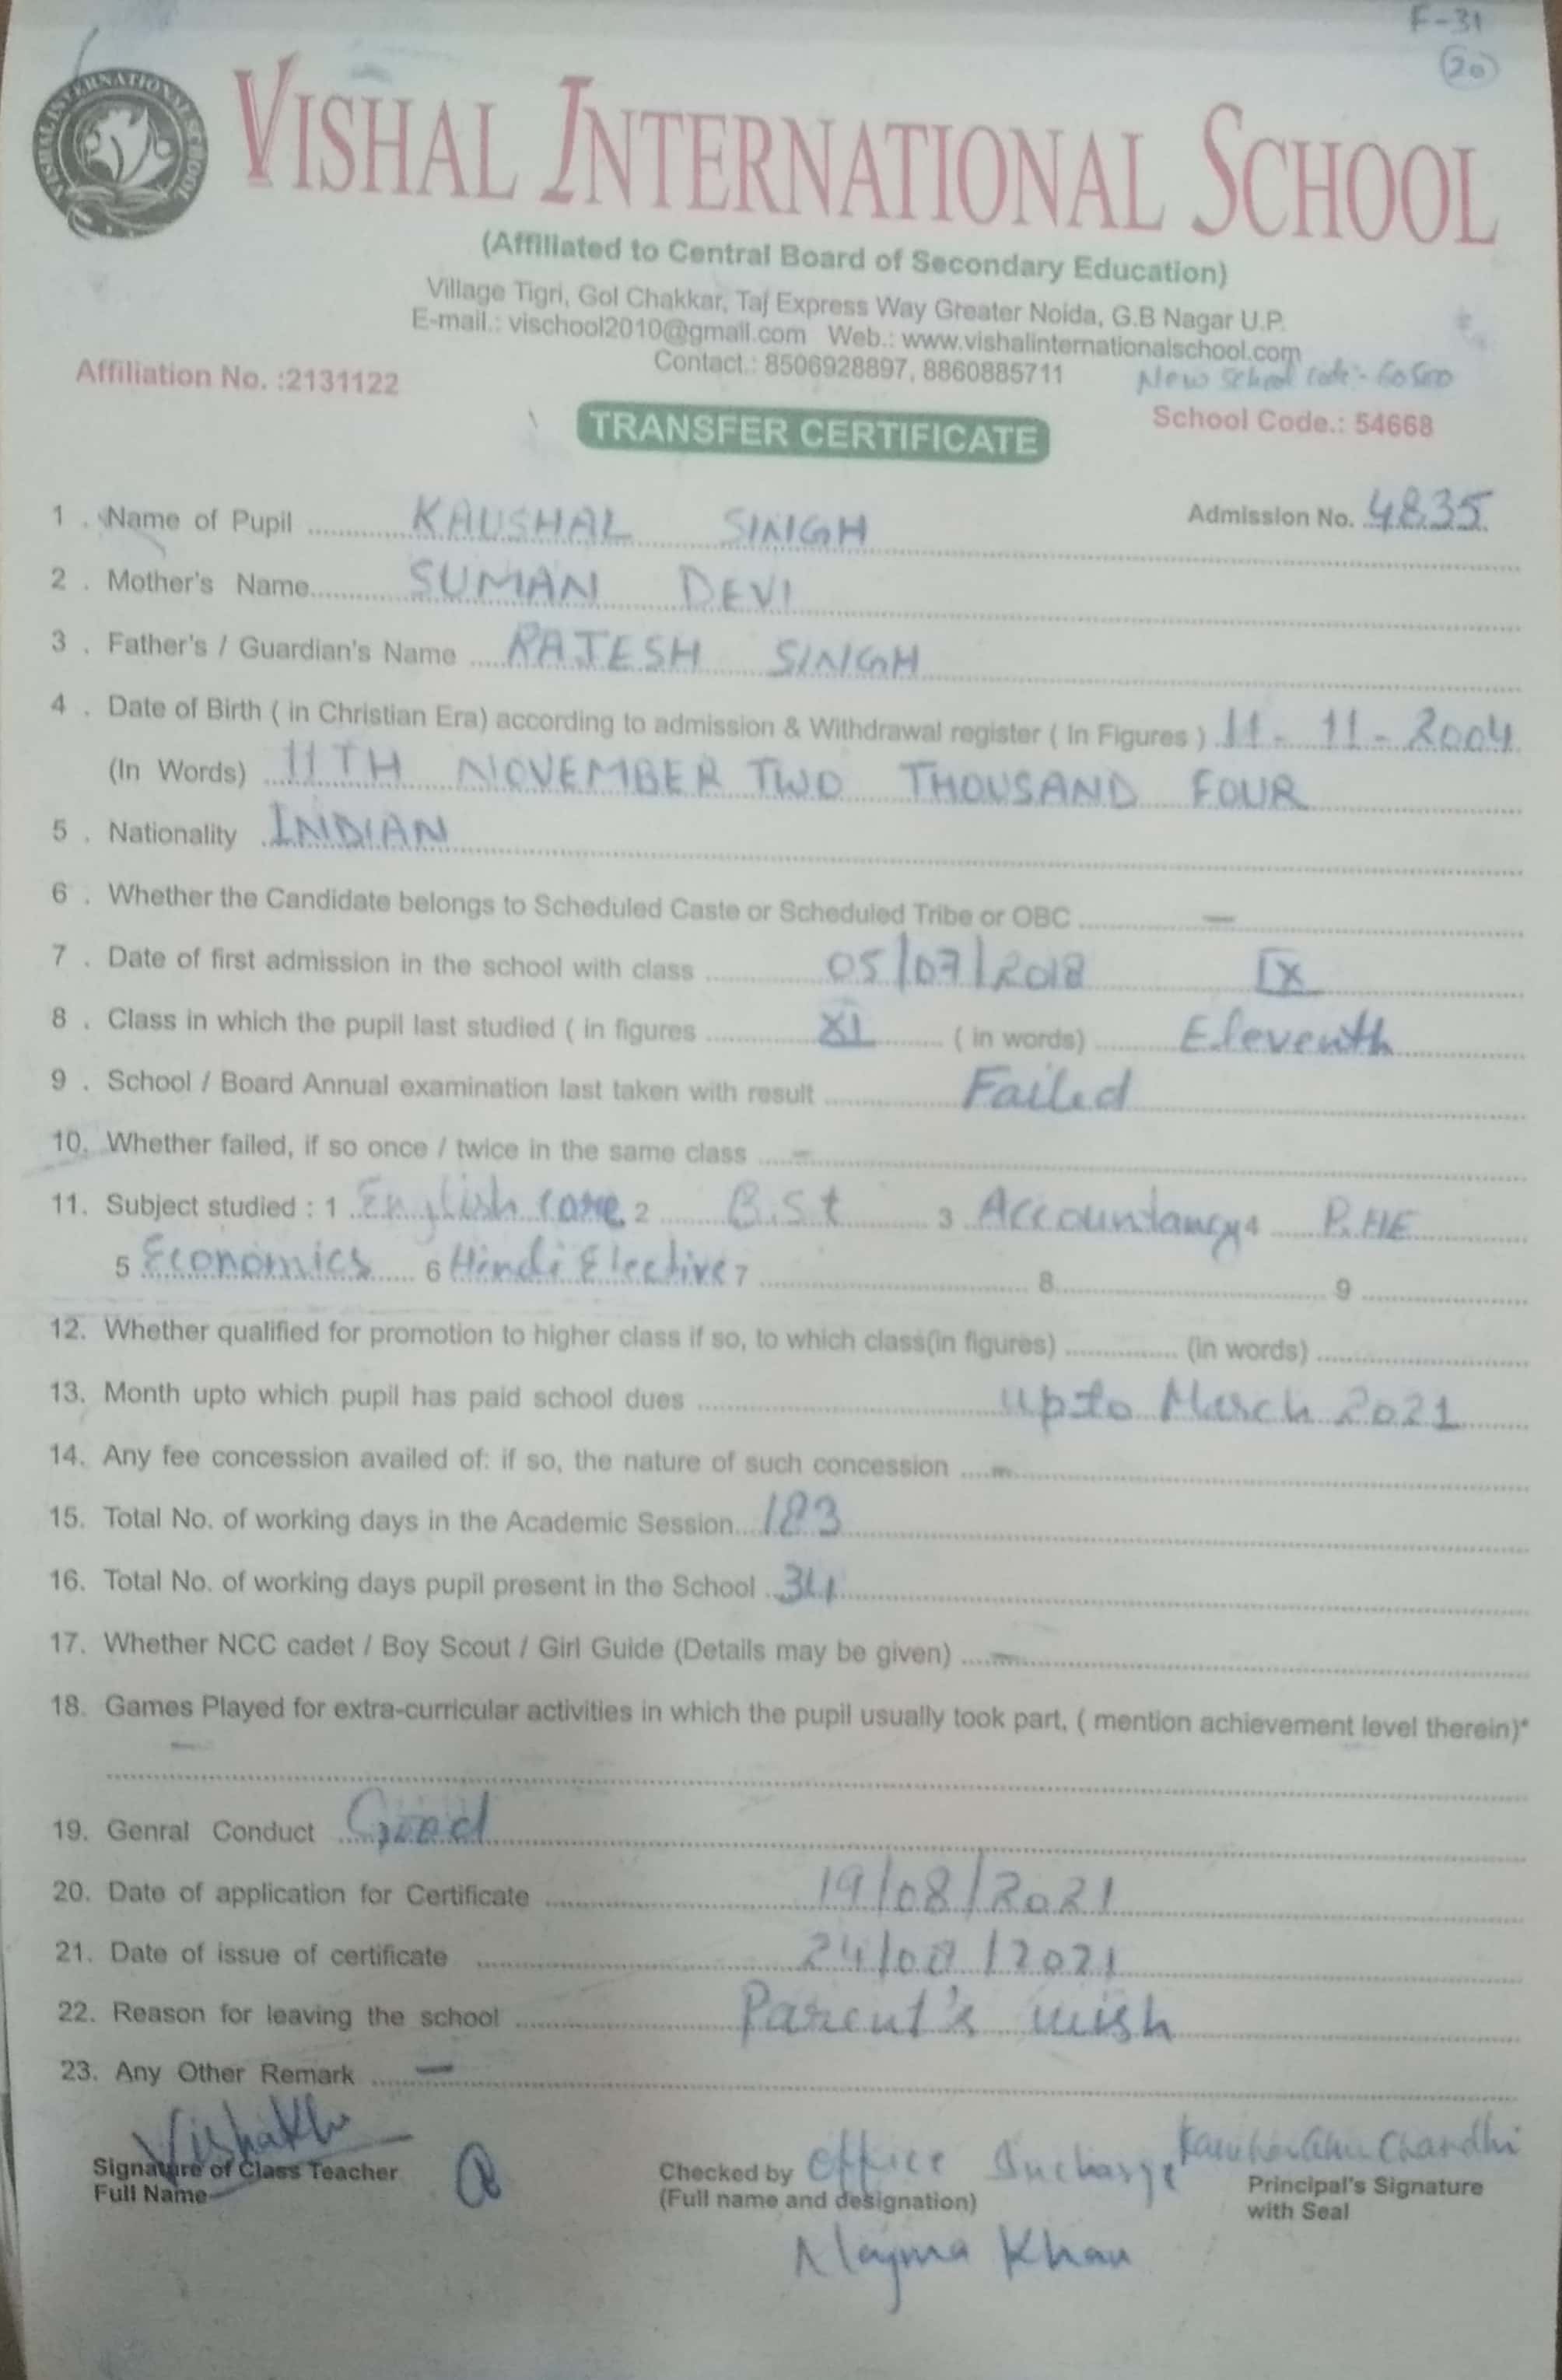 F-31
20
VISHAL INTERNATIONAL SCHOOL
VISHAL INTERNATIONAL SCHOOL
(Affiliated to Central Board of Secondary Education)
Village Tigri, Gol Chakkar, Taj Express Way Greater Noida, G.B Nagar U.P.
E-mail.: vischool2010@gmail.com Web.: www.vishalinternationalschool.com
Contact.: 8506928897, 8860885711
New School Code:- 60500
Affiliation No. :2131122
School Code.: 54668
TRANSFER CERTIFICATE
1 . Name of Pupil KAUSHAL SINGH Admission No. 4835
2 . Mother's Name SUMAN DEVI
3 . Father's / Guardian's Name RAJESH SINGH
4 . Date of Birth ( in Christian Era) according to admission & Withdrawal register ( In Figures ) 11-11-2004
(In Words) 11TH NOVEMBER TWO THOUSAND FOUR
5 . Nationality INDIAN
6 . Whether the Candidate belongs to Scheduled Caste or Scheduled Tribe or OBC —
7 . Date of first admission in the school with class 05/07/2018 IX
8 . Class in which the pupil last studied ( in figures XI ( in words) Eleventh
9 . School / Board Annual examination last taken with result Failed
10. Whether failed, if so once / twice in the same class —
11. Subject studied : 1 English core 2 B.St 3 Accountancy 4 P.HE
5 Economics 6 Hindi Elective 7 8 9
12. Whether qualified for promotion to higher class if so, to which class(in figures) (in words)
13. Month upto which pupil has paid school dues upto March 2021
14. Any fee concession availed of: if so, the nature of such concession —
15. Total No. of working days in the Academic Session 183
16. Total No. of working days pupil present in the School 34
17. Whether NCC cadet / Boy Scout / Girl Guide (Details may be given) —
18. Games Played for extra-curricular activities in which the pupil usually took part, ( mention achievement level therein)*
—
19. Genral Conduct Good
20. Date of application for Certificate 19/08/2021
21. Date of issue of certificate 24/08/2021
22. Reason for leaving the school Parent's wish
23. Any Other Remark —
Vishakha
Signature of Class Teacher
Full Name
Checked by Office Incharge
(Full name and designation)
Chandhi
Principal's Signature
with Seal
Nayma Khan